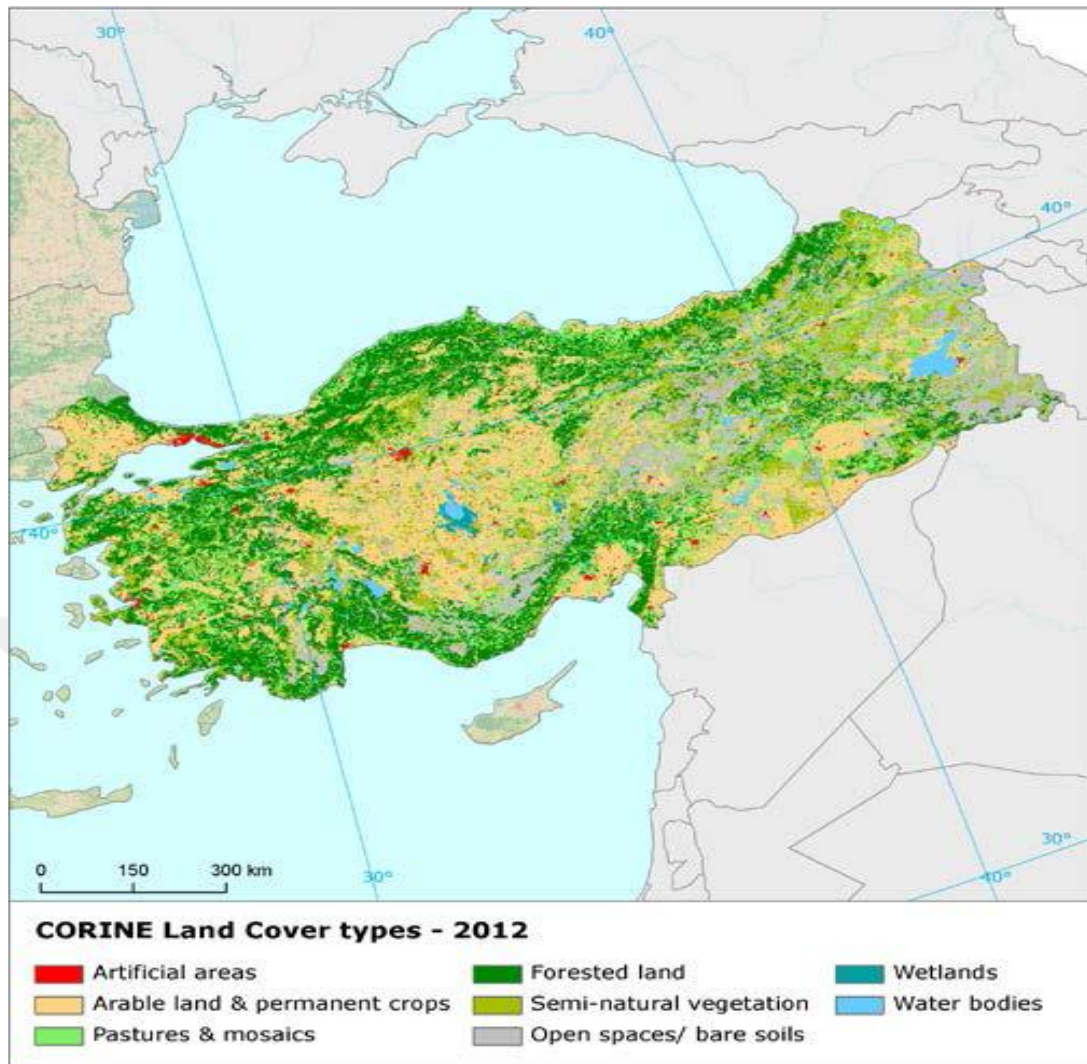 30°
40°
40°
40°
0 150 300 km
30°
30°
40°
CORINE Land Cover types - 2012
Artificial areas
Forested land
Wetlands
Arable land & permanent crops
Semi-natural vegetation
Water bodies
Pastures & mosaics
Open spaces/ bare soils